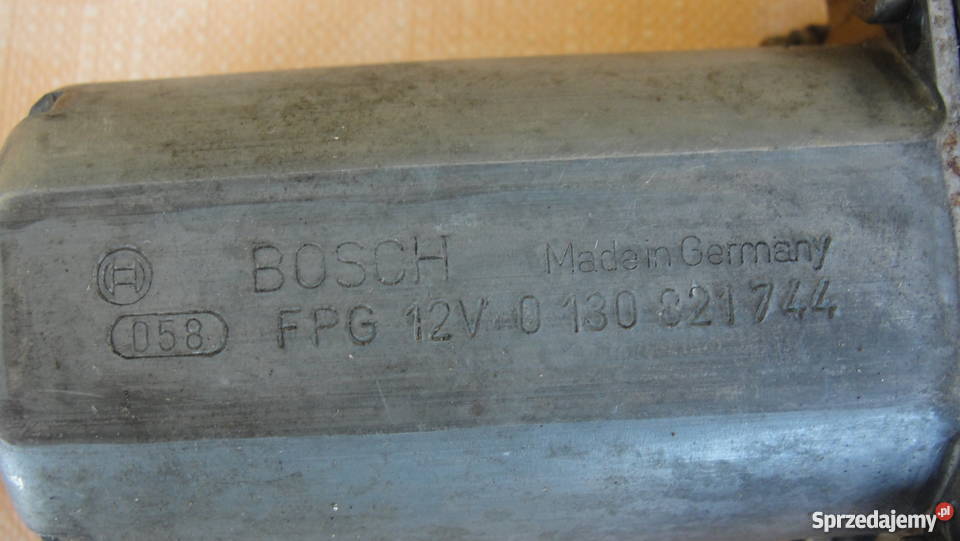 BOSCH Made in Germany
058 FPG 12V 0 130 821 744
Sprzedajemy.pl